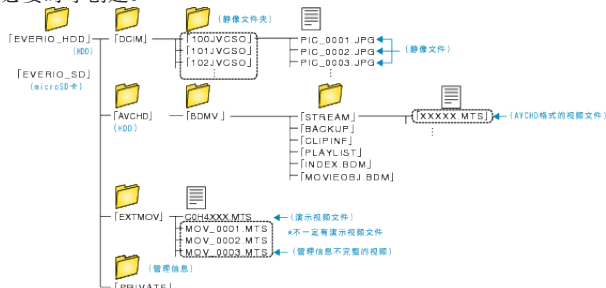 「EVERIO_HDD」
(HDD)
「EVERIO_SD」
(microSD卡)
「DCIM」
(静像文件夹)
「100JVCSO」
「101JVCSO」
「102JVCSO」
PIC_0001.JPG
PIC_0002.JPG
PIC_0003.JPG
(静像文件)
「AVCHD」
(HDD)
「BDMV」
「STREAM」
「BACKUP」
「CLIPINF」
「PLAYLIST」
「INDEX.BDM」
「MOVIEOBJ.BDM」
「XXXXX.MTS」
(AVCHD格式的视频文件)
「EXTMOV」
C0H4XXX.MTS
(演示视频文件)
MOV_0001.MTS
*不一定有演示视频文件
MOV_0002.MTS
MOV_0003.MTS
(管理信息不完整的视频)
(管理信息)
「PRIVATE」